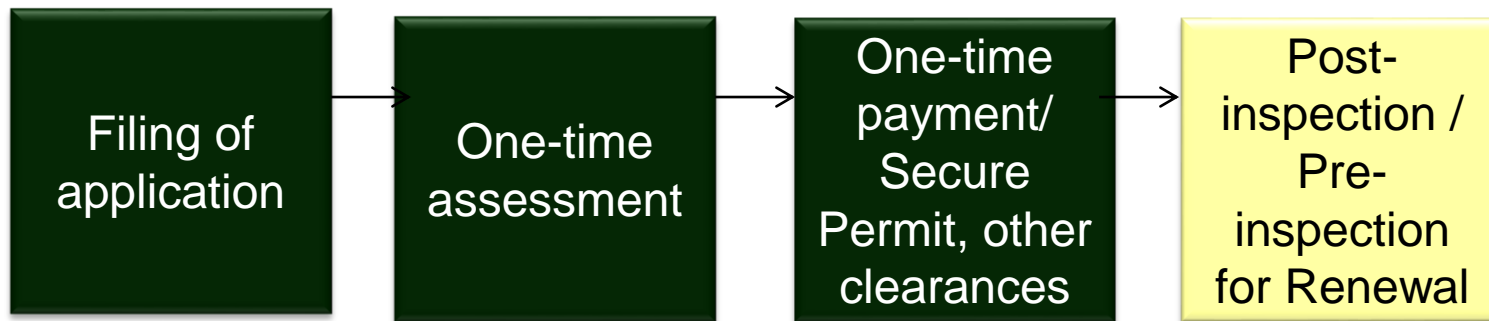 Filing of
application
One-time
assessment
One-time
payment/
Secure
Permit, other
clearances
Post-
inspection /
Pre-
inspection
for Renewal